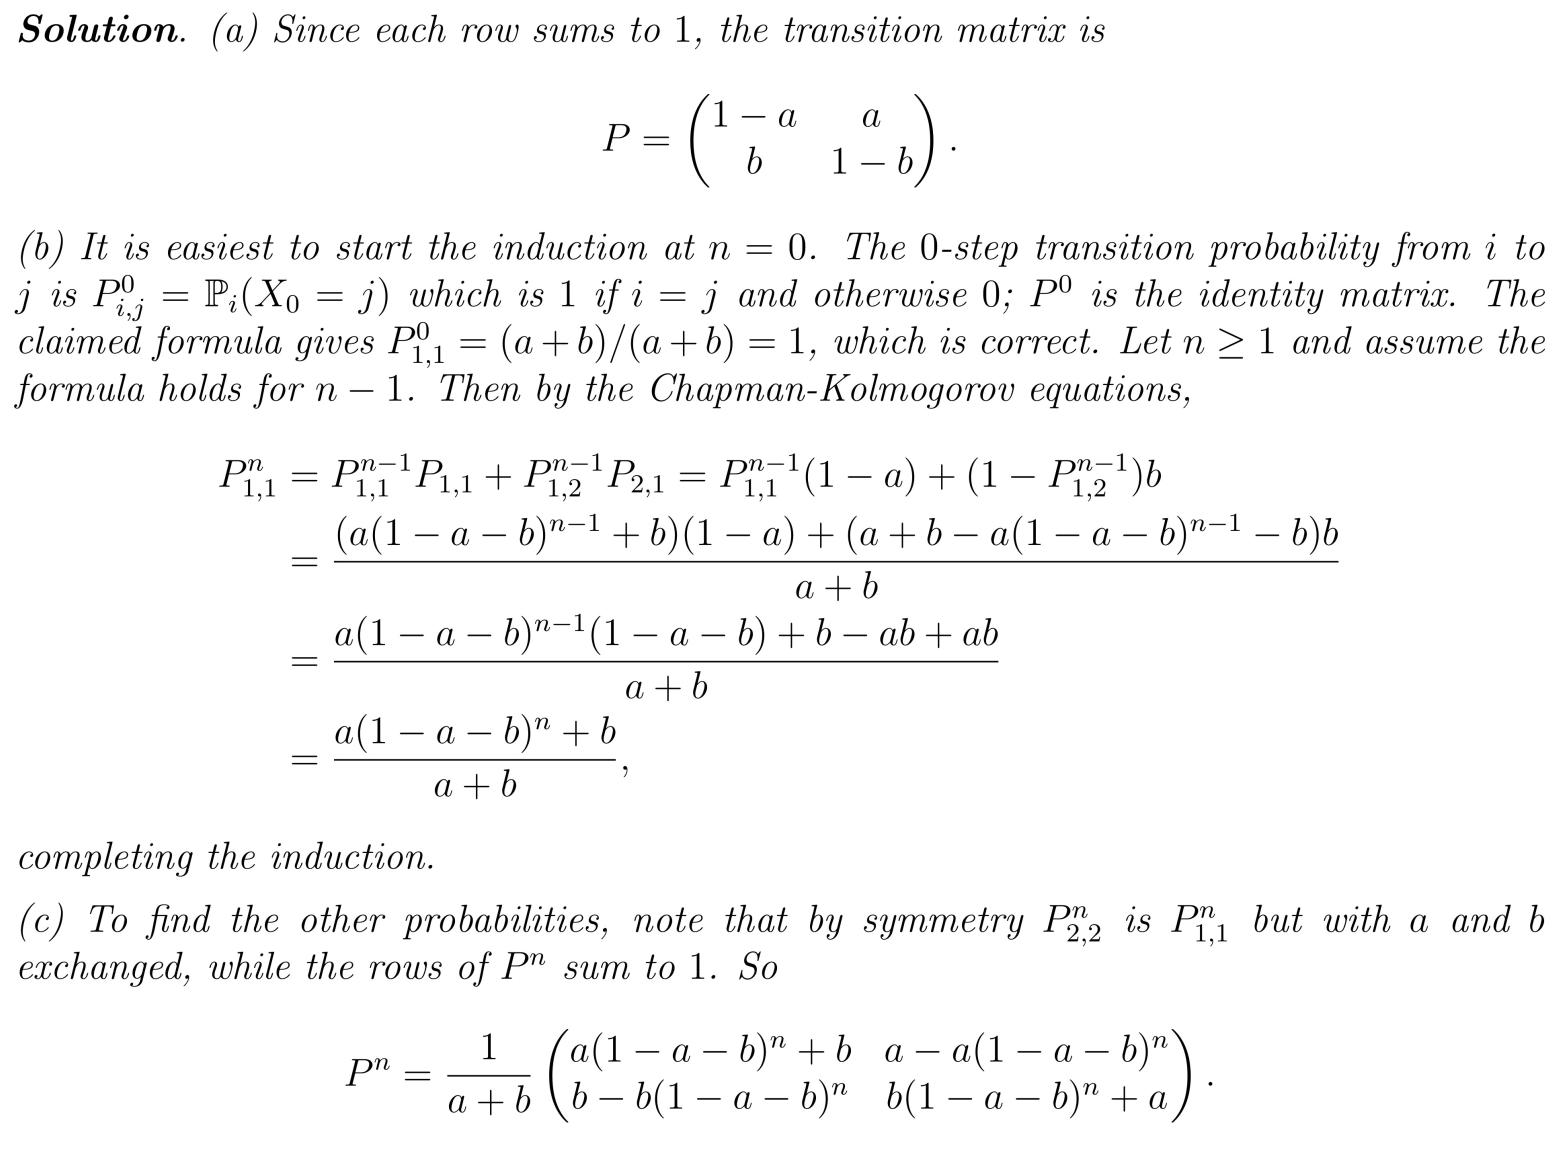 Solution. (a) Since each row sums to 1, the transition matrix is
$$P = \begin{pmatrix} 1-a & a \\ b & 1-b \end{pmatrix}.$$
(b) It is easiest to start the induction at $n = 0$. The 0-step transition probability from $i$ to
$j$ is $P^0_{i,j} = \mathbb{P}_i(X_0 = j)$ which is 1 if $i = j$ and otherwise 0; $P^0$ is the identity matrix. The
claimed formula gives $P^0_{1,1} = (a+b)/(a+b) = 1$, which is correct. Let $n \geq 1$ and assume the
formula holds for $n - 1$. Then by the Chapman-Kolmogorov equations,
$$P^n_{1,1} = P^{n-1}_{1,1}P_{1,1} + P^{n-1}_{1,2}P_{2,1} = P^{n-1}_{1,1}(1-a) + (1 - P^{n-1}_{1,2})b$$
$$= \frac{(a(1-a-b)^{n-1} + b)(1-a) + (a+b-a(1-a-b)^{n-1} - b)b}{a+b}$$
$$= \frac{a(1-a-b)^{n-1}(1-a-b) + b - ab + ab}{a+b}$$
$$= \frac{a(1-a-b)^n + b}{a+b},$$
completing the induction.
(c) To find the other probabilities, note that by symmetry $P^n_{2,2}$ is $P^n_{1,1}$ but with $a$ and $b$
exchanged, while the rows of $P^n$ sum to 1. So
$$P^n = \frac{1}{a+b} \begin{pmatrix} a(1-a-b)^n + b & a - a(1-a-b)^n \\ b - b(1-a-b)^n & b(1-a-b)^n + a \end{pmatrix}.$$